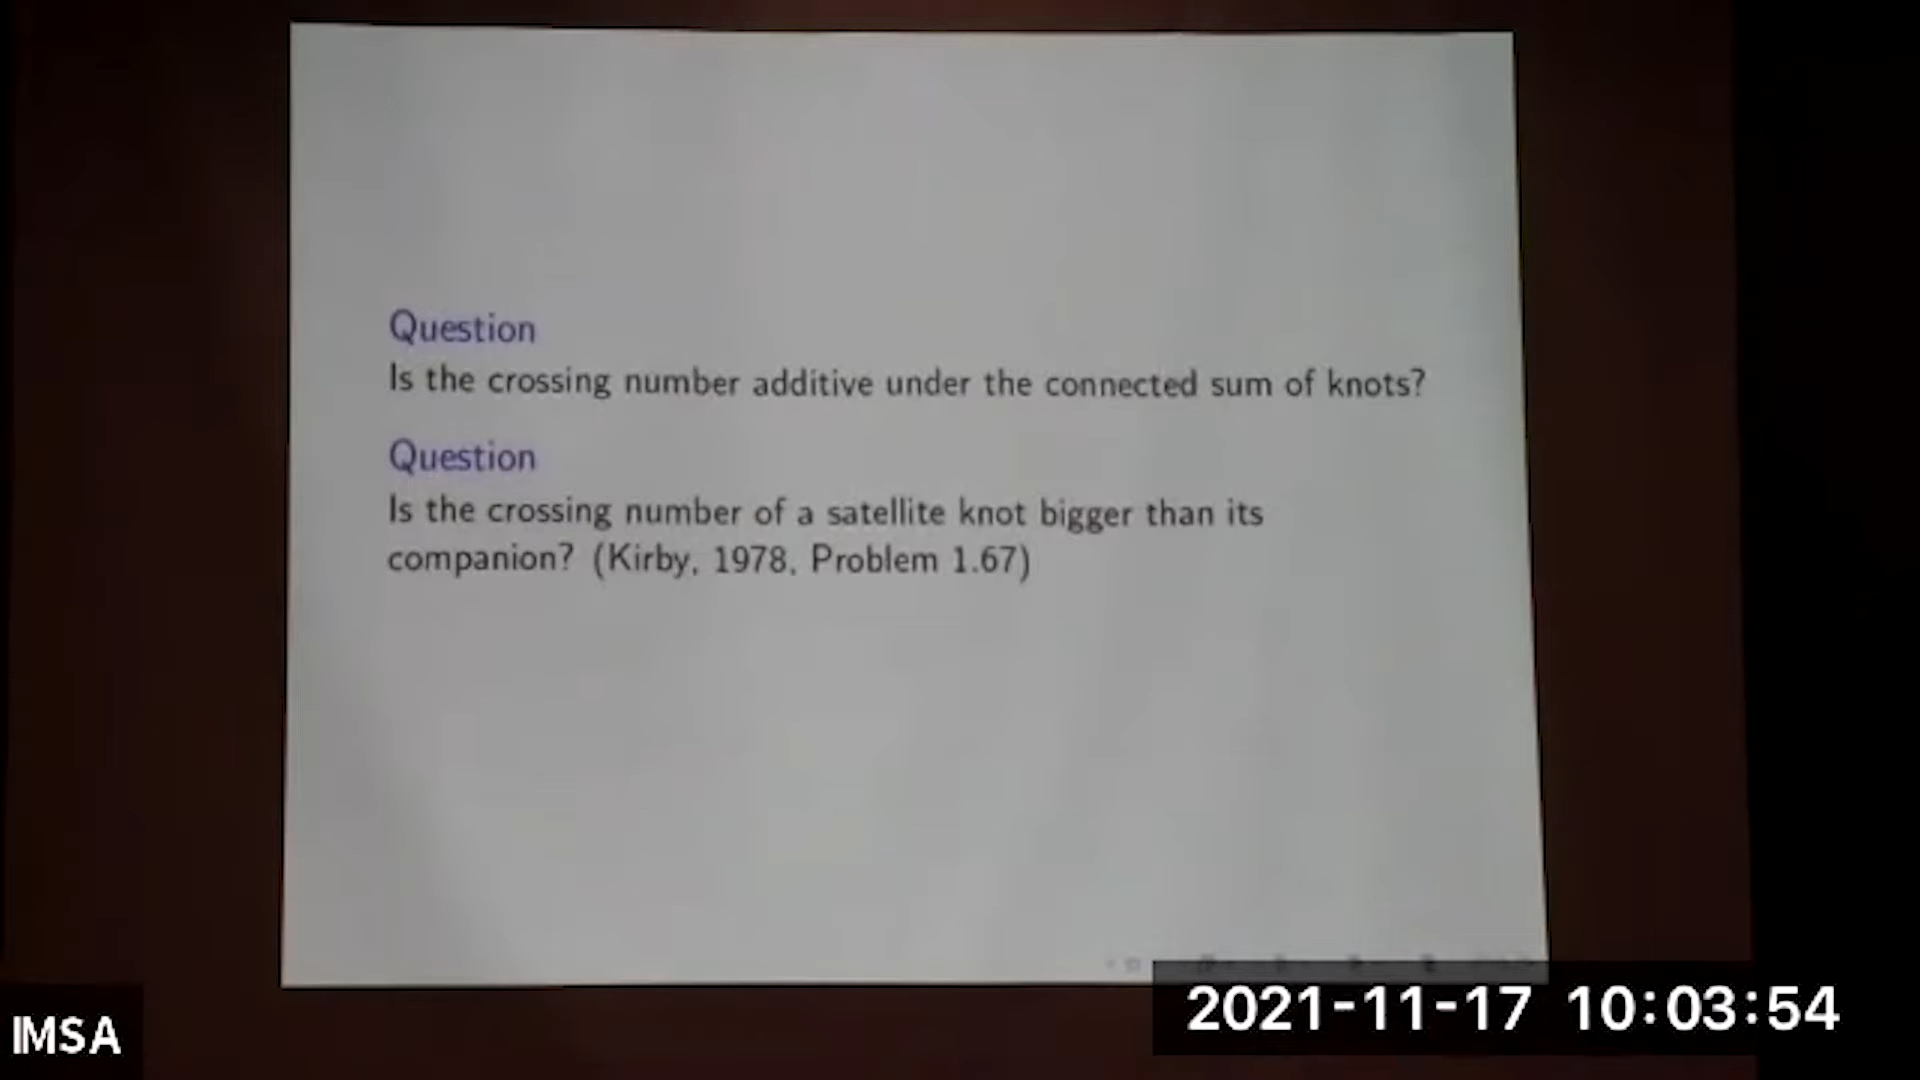 Question
Is the crossing number additive under the connected sum of knots?
Question
Is the crossing number of a satellite knot bigger than its
companion? (Kirby, 1978, Problem 1.67)
2021-11-17 10:03:54
IMSA